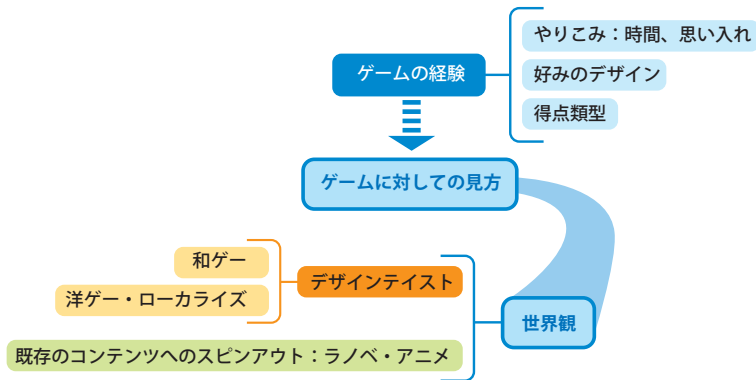 やりこみ：時間、思い入れ
ゲームの経験
好みのデザイン
得点類型
ゲームに対しての見方
和ゲー
デザインテイスト
洋ゲー・ローカライズ
世界観
既存のコンテンツへのスピンアウト：ラノベ・アニメ